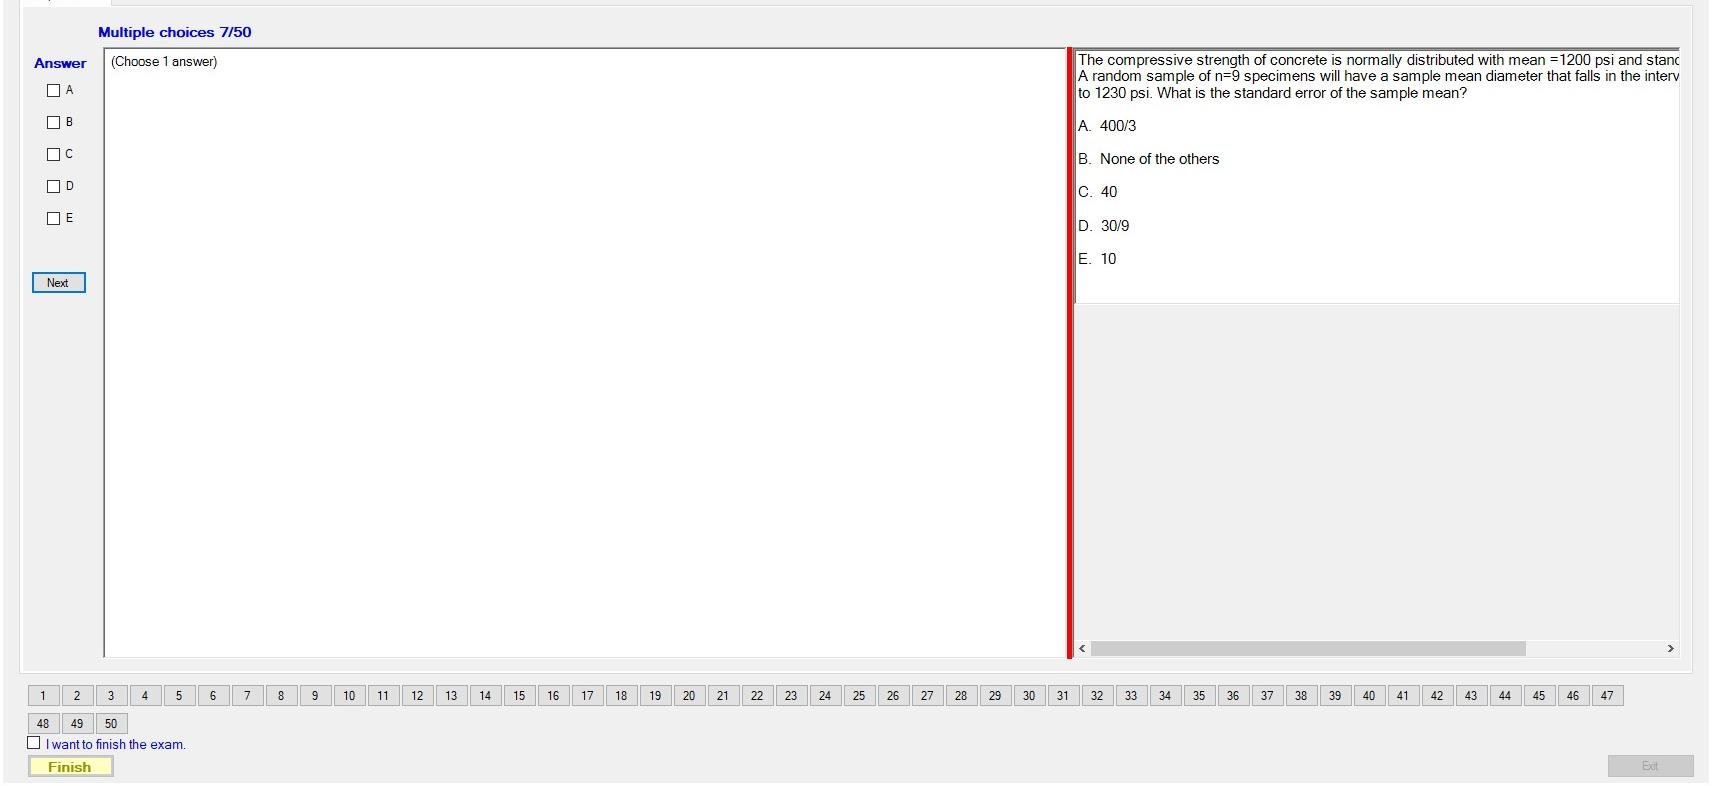 Multiple choices 7/50
Answer
(Choose 1 answer)
A
B
C
D
E
Next
The compressive strength of concrete is normally distributed with mean =1200 psi and
A random sample of n=9 specimens will have a sample mean diameter that falls in the
to 1230 psi. What is the standard error of the sample mean?
A. 400/3
B. None of the others
C. 40
D. 30/9
E. 10
1 2 3 4 5 6 7 8 9 10 11 12 13 14 15 16 17 18 19 20 21 22 23 24 25 26 27 28 29 30 31 32 33 34 35 36 37 38 39 40 41 42 43 44 45 46 47
48 49 50
I want to finish the exam.
Finish
Exit